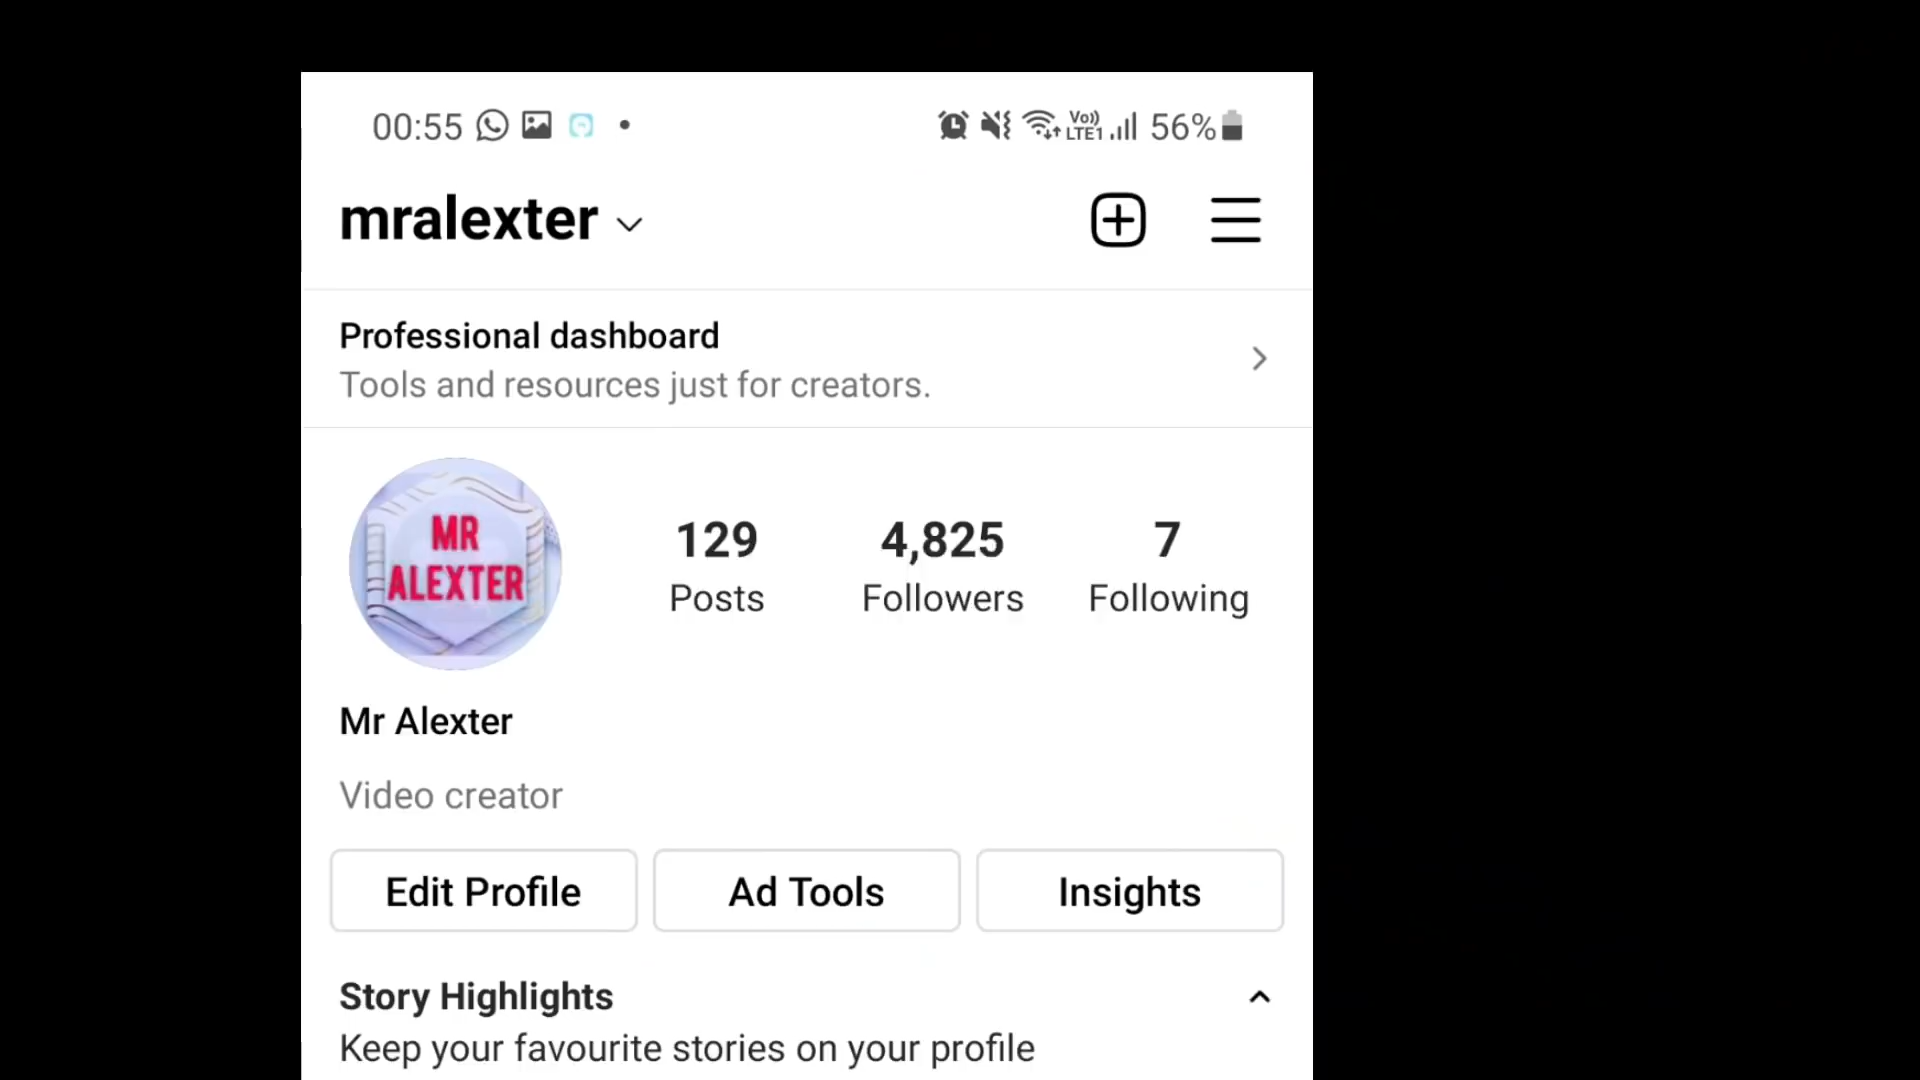 00:55 Vo)) LTE1 56%
mralexter
Professional dashboard
Tools and resources just for creators.
MR
ALEXTER
129 4,825 7
Posts Followers Following
Mr Alexter
Video creator
Edit Profile Ad Tools Insights
Story Highlights
Keep your favourite stories on your profile